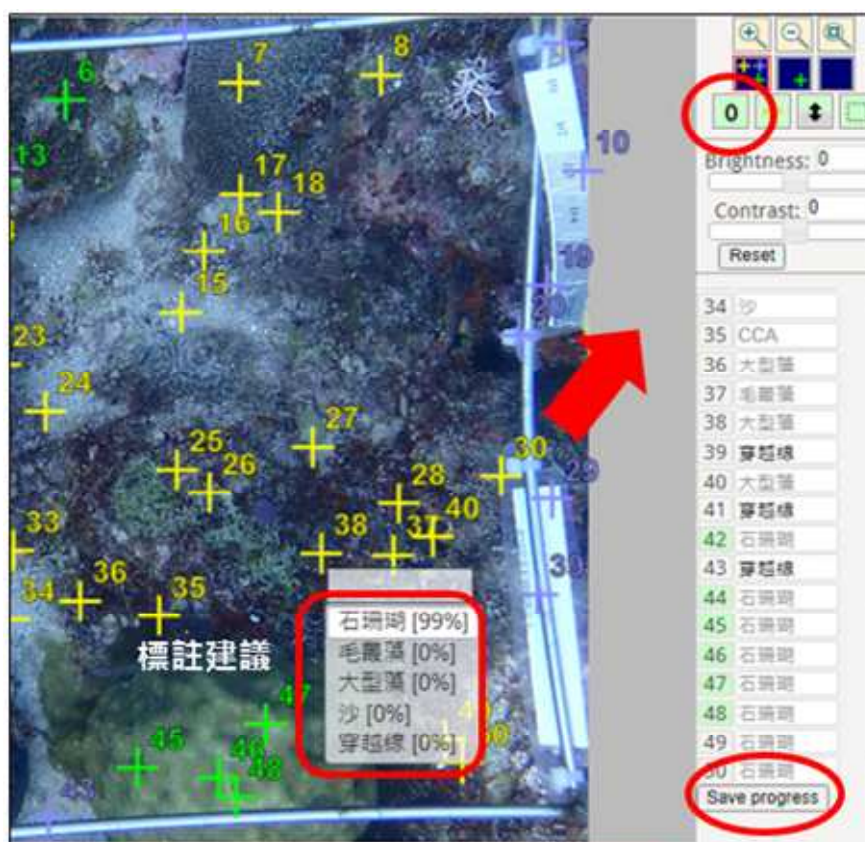 6
7
8
13
17
18
10
16
15
19
20
23
24
25
26
27
28
30
29
33
34
36
35
38
37
40
39
標註建議
石珊瑚 [99%]
毛叢藻 [0%]
大型藻 [0%]
沙 [0%]
穿越線 [0%]
47
45
46
48
50
43
0
Brightness: 0
Contrast: 0
Reset
34 沙
35 CCA
36 大型藻
37 毛叢藻
38 大型藻
39 穿越線
40 大型藻
41 穿越線
42 石珊瑚
43 穿越線
44 石珊瑚
45 石珊瑚
46 石珊瑚
47 石珊瑚
48 石珊瑚
49 石珊瑚
50 石珊瑚
Save progress